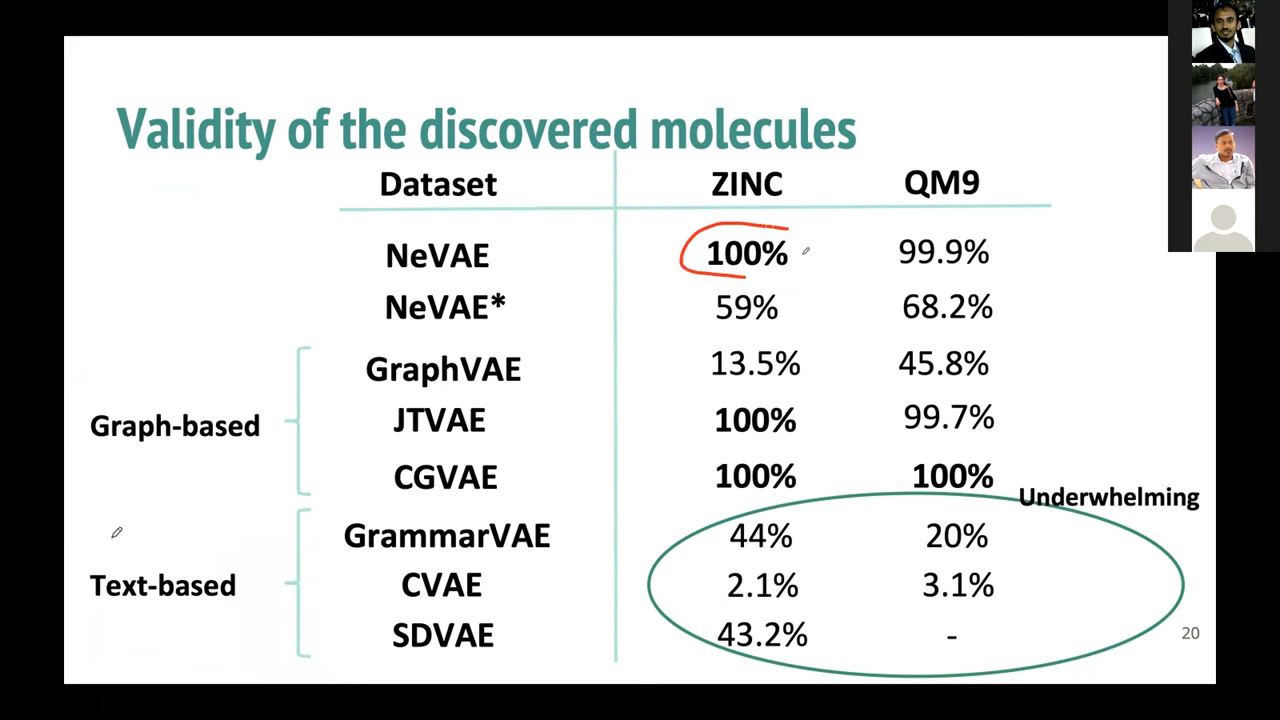 Validity of the discovered molecules
Dataset ZINC QM9
NeVAE 100% 99.9%
NeVAE* 59% 68.2%
GraphVAE 13.5% 45.8%
Graph-based JTVAE 100% 99.7%
CGVAE 100% 100%
Underwhelming
GrammarVAE 44% 20%
Text-based CVAE 2.1% 3.1%
SDVAE 43.2% -
20